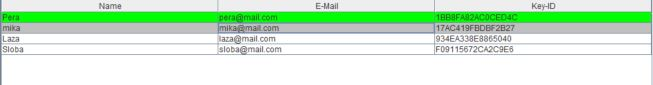 Name E-Mail Key-ID
Pera pera@mail.com 1BB8FA82AC0CED4C
mika mika@mail.com 17AC419FBDBF2B27
Laza laza@mail.com 934EA338E8865040
Sloba sloba@mail.com F09115672CA2C9E6